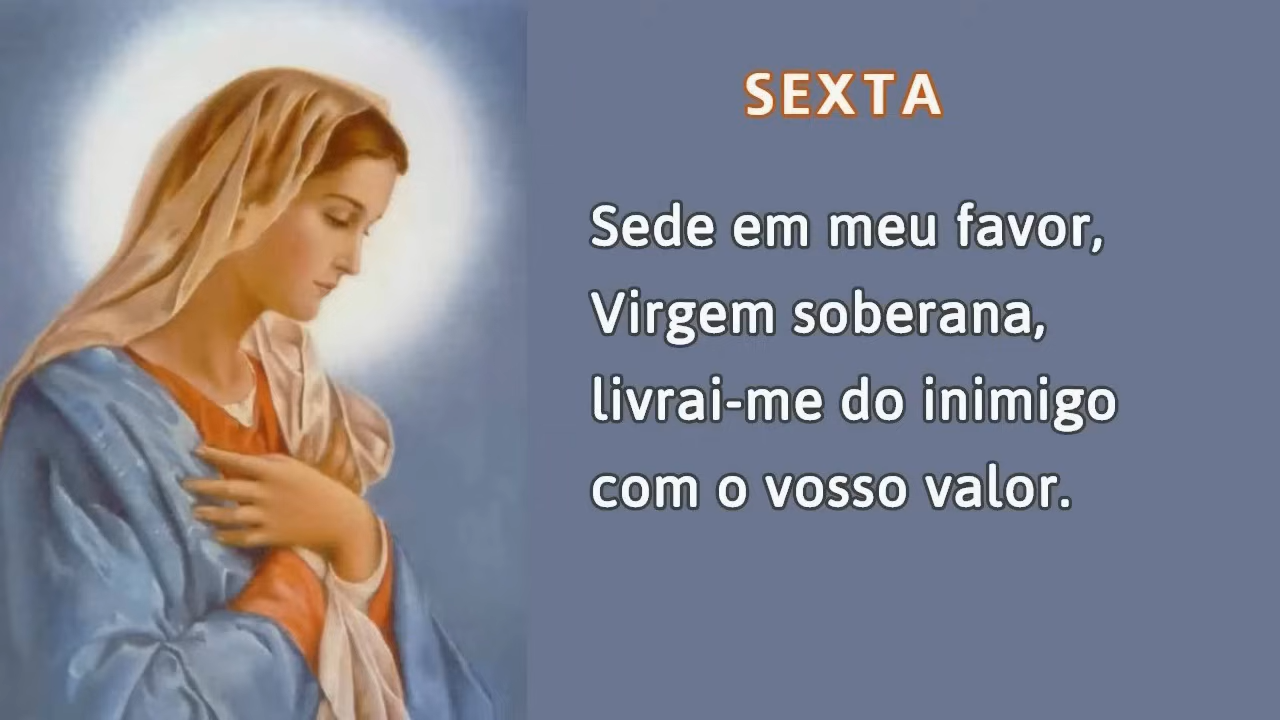 SEXTA
Sede em meu favor,
Virgem soberana,
livrai-me do inimigo
com o vosso valor.